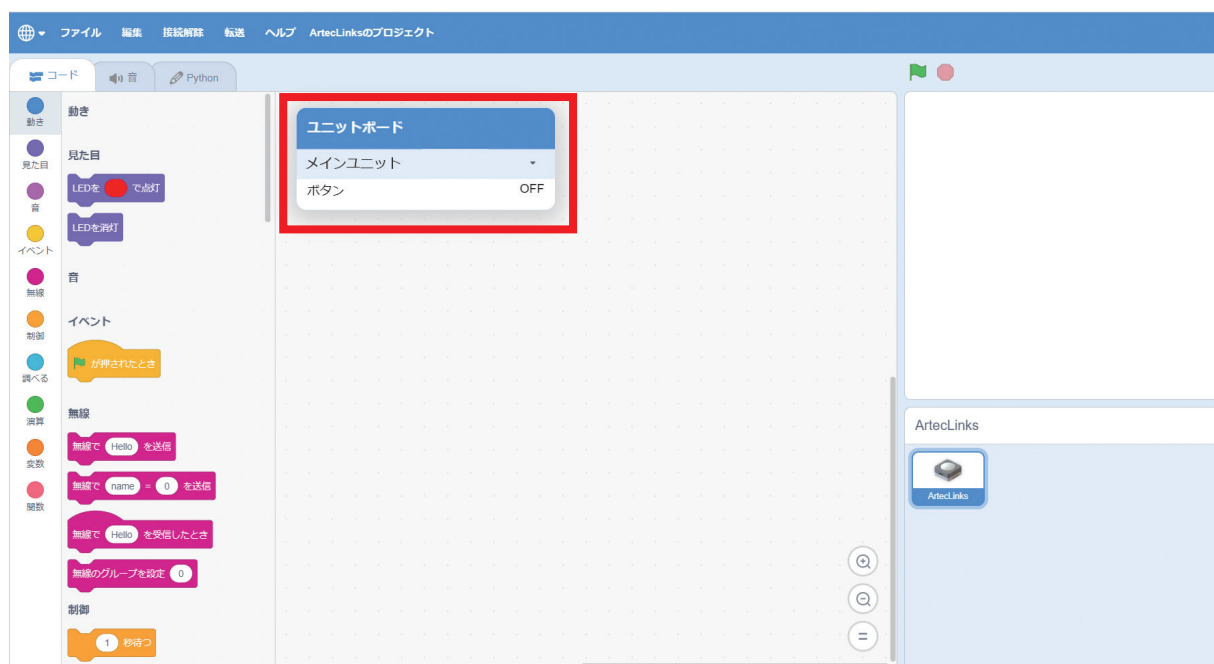 ファイル 編集 接続解除 転送 ヘルプ ArtecLinksのプロジェクト
コード 音 Python
動き
見た目
音
イベント
無線
制御
調べる
演算
変数
関数
動き
見た目
LEDを で点灯
LEDを消灯
音
イベント
が押されたとき
無線
無線で Hello を送信
無線で name = 0 を送信
無線で Hello を受信したとき
無線のグループを設定 0
制御
1 秒待つ
ユニットボード
メインユニット
ボタン OFF
ArtecLinks
ArtecLinks